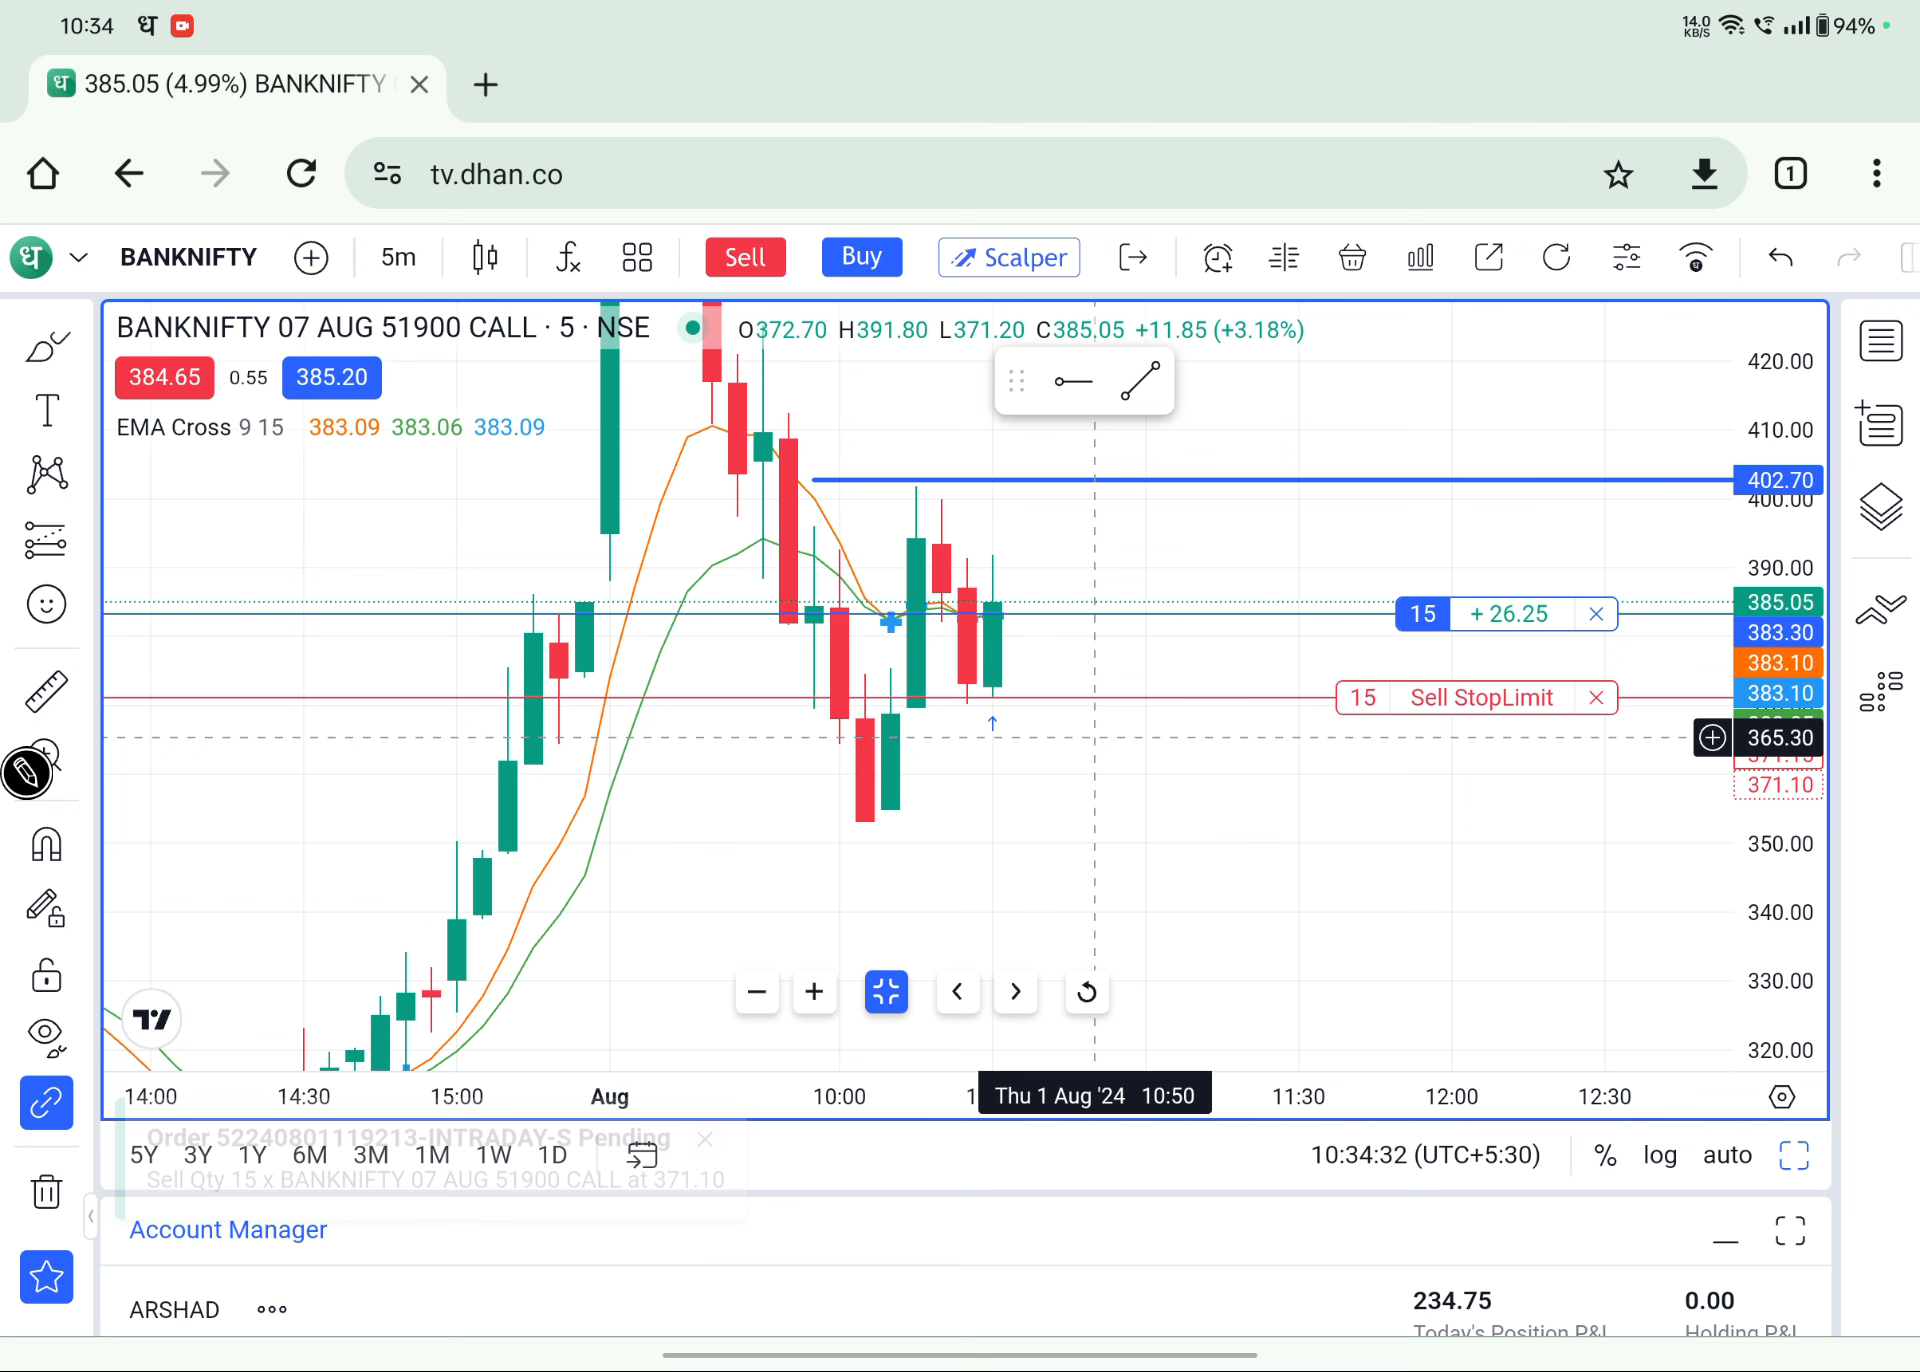 10:34 ध
14.0 KB/S 94%
ध 385.05 (4.99%) BANKNIFTY
tv.dhan.co
1
ध BANKNIFTY 5m Sell Buy Scalper
BANKNIFTY 07 AUG 51900 CALL · 5 · NSE
O372.70 H391.80 L371.20 C385.05 +11.85 (+3.18%)
384.65 0.55 385.20
EMA Cross 9 15 383.09 383.06 383.09
420.00
410.00
402.70
400.00
390.00
385.05
15 + 26.25
383.30
383.10
383.10
15 Sell StopLimit
365.30
371.10
350.00
340.00
330.00
320.00
14:00 14:30 15:00 Aug 10:00 Thu 1 Aug '24 10:50 11:30 12:00 12:30
Order 52240801119213-INTRADAY-S Pending
5Y 3Y 1Y 6M 3M 1M 1W 1D
10:34:32 (UTC+5:30) % log auto
Sell Qty 15 x BANKNIFTY 07 AUG 51900 CALL at 371.10
Account Manager
ARSHAD
234.75 0.00
Today's Position P&L Holding P&L